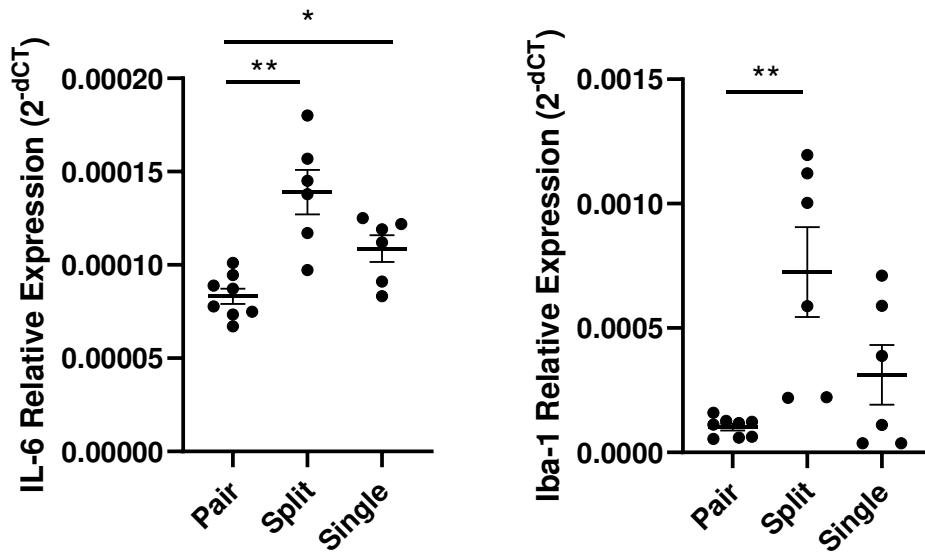 IL-6 Relative Expression (2^-dCT)
*
**
0.00020
0.00015
0.00010
0.00005
0.00000
Pair
Split
Single
Iba-1 Relative Expression (2^-dCT)
**
0.0015
0.0010
0.0005
0.0000
Pair
Split
Single